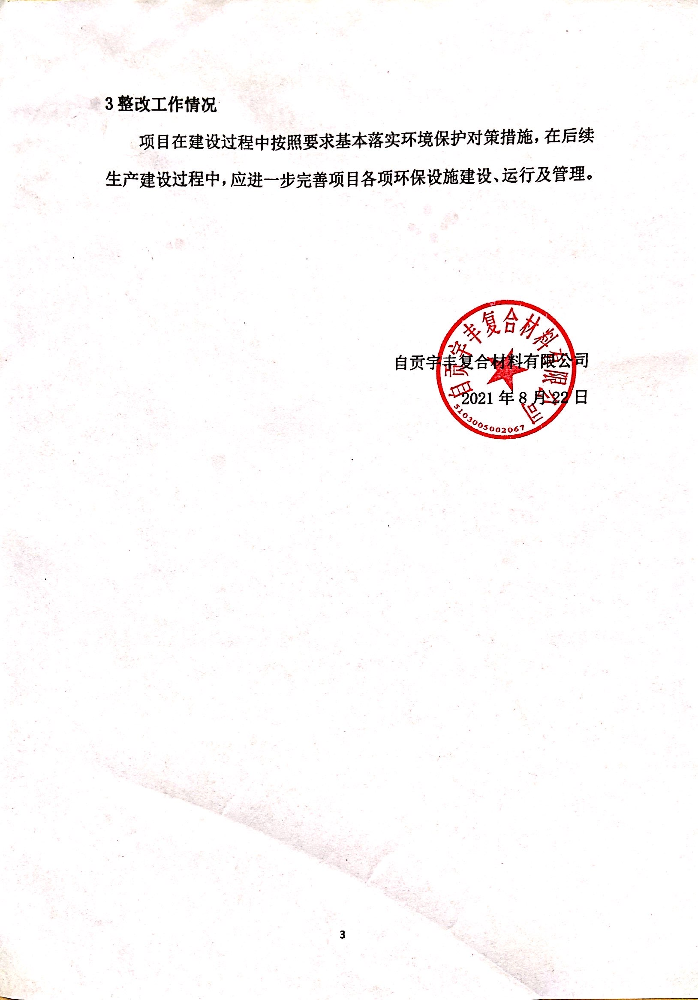 3 整改工作情况
项目在建设过程中按照要求基本落实环境保护对策措施，在后续
生产建设过程中，应进一步完善项目各项环保设施建设、运行及管理。
自贡宇丰复合材料有限公司
2021 年 8 月 22 日
自贡宇丰复合材料有限公司
5103005002067
3